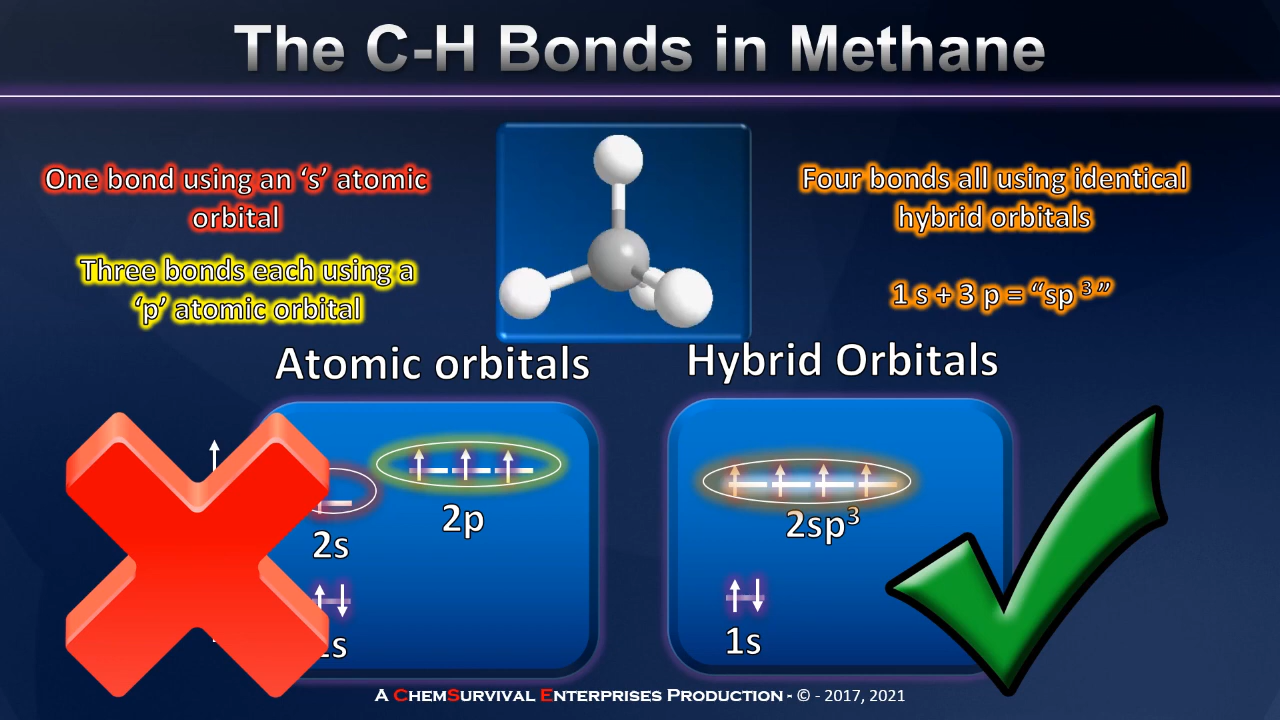 The C-H Bonds in Methane
One bond using an ‘s’ atomic
orbital
Three bonds each using a
‘p’ atomic orbital
Four bonds all using identical
hybrid orbitals
1 s + 3 p = “sp³”
Atomic orbitals
Hybrid Orbitals
2p
2s
2sp³
1s
A ChemSurvival Enterprises Production - © - 2017, 2021